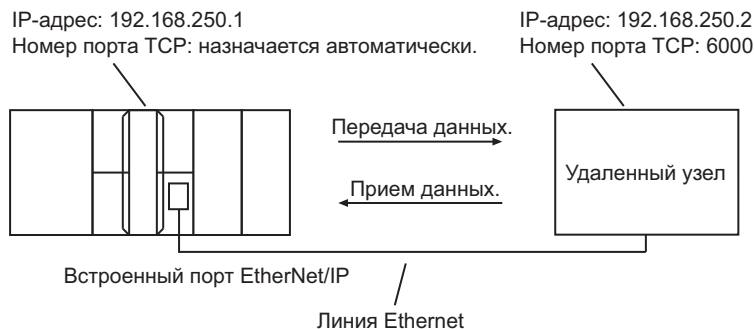 IP-адрес: 192.168.250.1
Номер порта TCP: назначается автоматически.
IP-адрес: 192.168.250.2
Номер порта TCP: 6000
Передача данных.
Прием данных.
Удаленный узел
Встроенный порт EtherNet/IP
Линия Ethernet